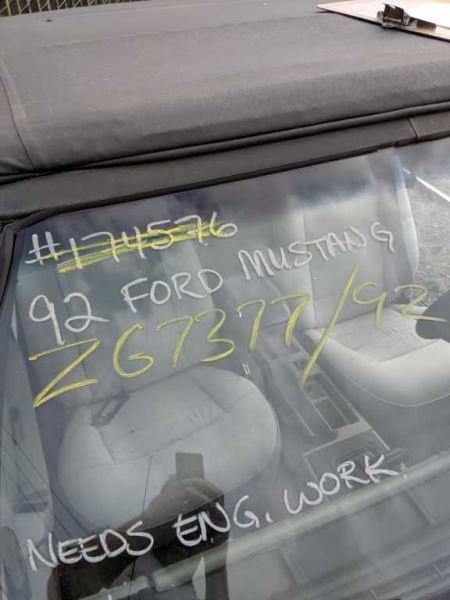 #174576
92 FORD MUSTANG
ZG7377/92
NEEDS ENG. WORK.